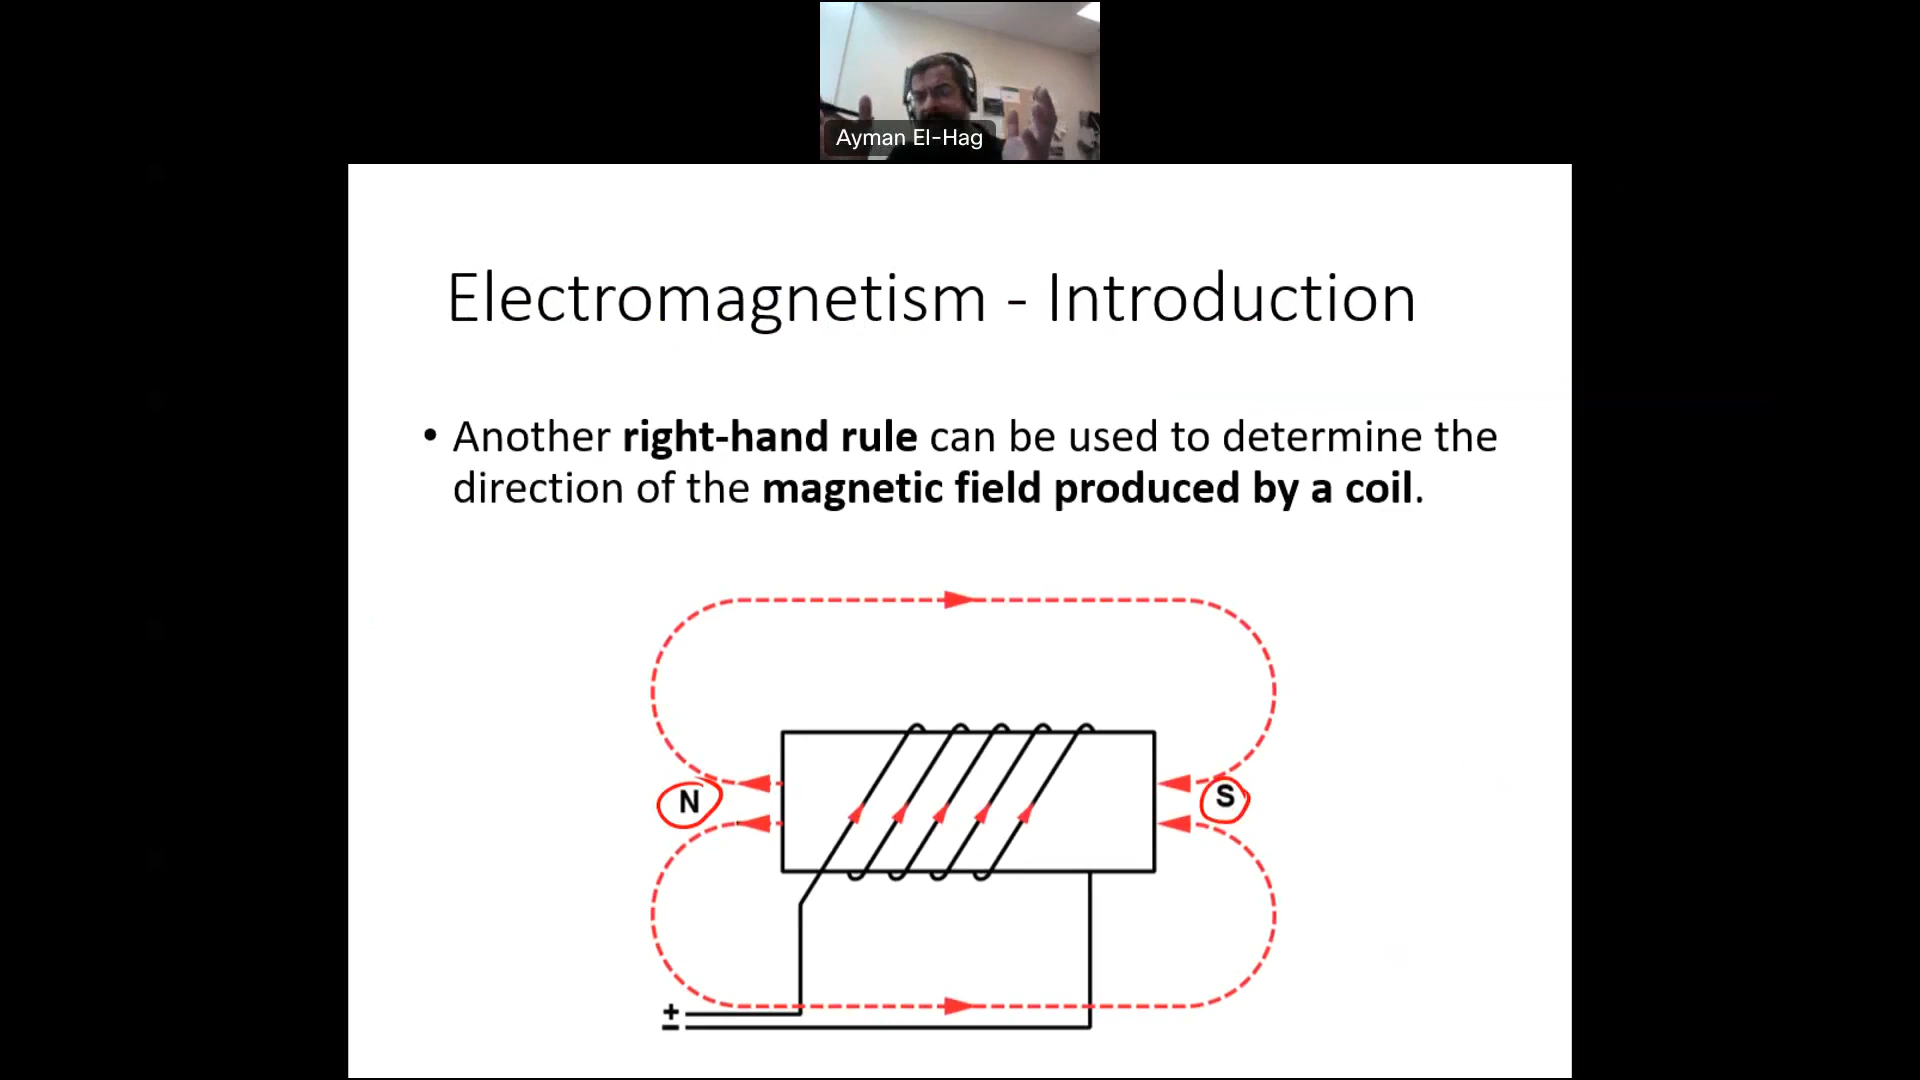 Ayman El-Hag
Electromagnetism - Introduction
• Another right-hand rule can be used to determine the
direction of the magnetic field produced by a coil.
N
S
+
−